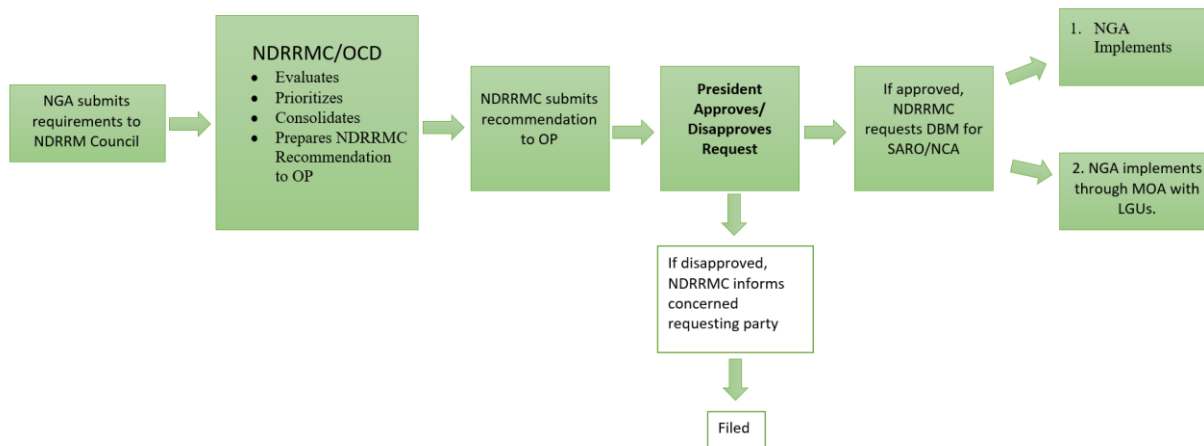 NGA submits
requirements to
NDRRM Council
NDRRMC/OCD
• Evaluates
• Prioritizes
• Consolidates
• Prepares NDRRMC
Recommendation
to OP
NDRRMC submits
recommendation
to OP
President
Approves/
Disapproves
Request
If approved,
NDRRMC
requests DBM for
SARO/NCA
1. NGA
Implements
2. NGA implements
through MOA with
LGUs.
If disapproved,
NDRRMC informs
concerned
requesting party
Filed